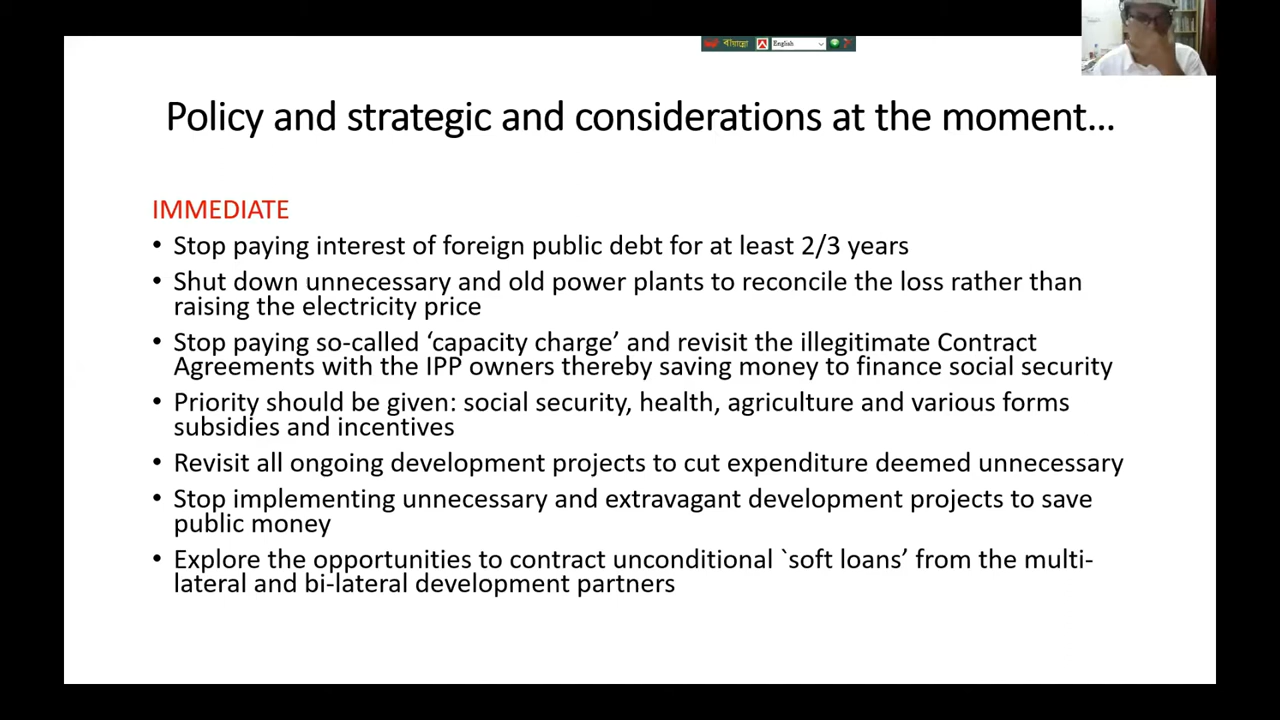 বায়ান্নো English
Policy and strategic and considerations at the moment...
IMMEDIATE
• Stop paying interest of foreign public debt for at least 2/3 years
• Shut down unnecessary and old power plants to reconcile the loss rather than
raising the electricity price
• Stop paying so-called ‘capacity charge’ and revisit the illegitimate Contract
Agreements with the IPP owners thereby saving money to finance social security
• Priority should be given: social security, health, agriculture and various forms
subsidies and incentives
• Revisit all ongoing development projects to cut expenditure deemed unnecessary
• Stop implementing unnecessary and extravagant development projects to save
public money
• Explore the opportunities to contract unconditional `soft loans’ from the multi-
lateral and bi-lateral development partners